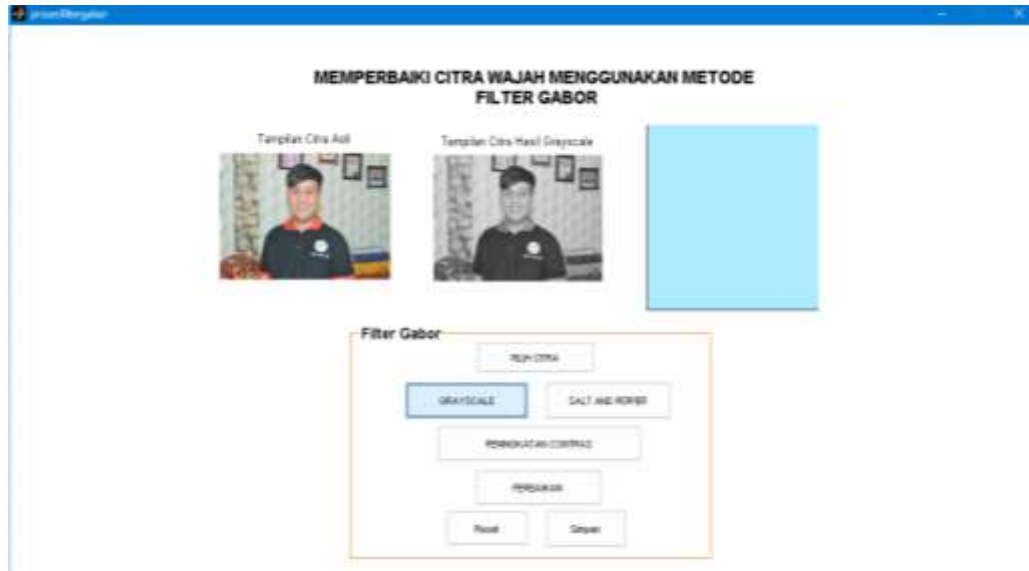 prosesfiltergabor
MEMPERBAIKI CITRA WAJAH MENGGUNAKAN METODE
FILTER GABOR
Tampilan Citra Asli
Tampilan Citra Hasil Grayscale
Filter Gabor
PILIH CITRA
GRAYSCALE
SALT AND PEPPER
PENINGKATAN CONTRAS
PERBAIKAN
Reset
Simpan